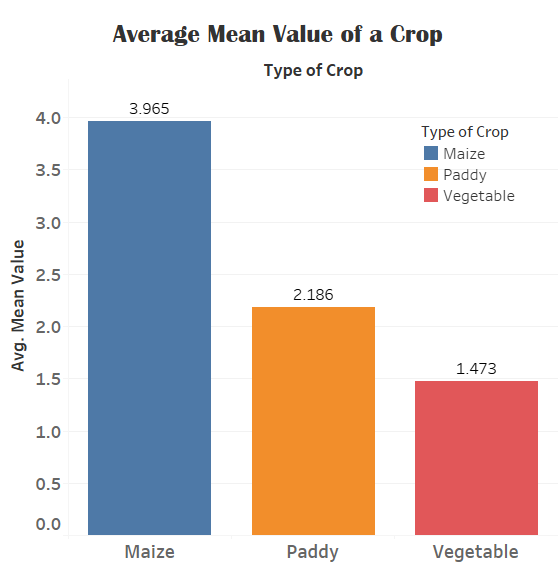 Average Mean Value of a Crop
Type of Crop
3.965
4.0
Type of Crop
Maize
3.5
Paddy
Vegetable
3.0
2.5
2.186
2.0
1.473
1.5
1.0
0.5
0.0
Avg. Mean Value
Maize Paddy Vegetable